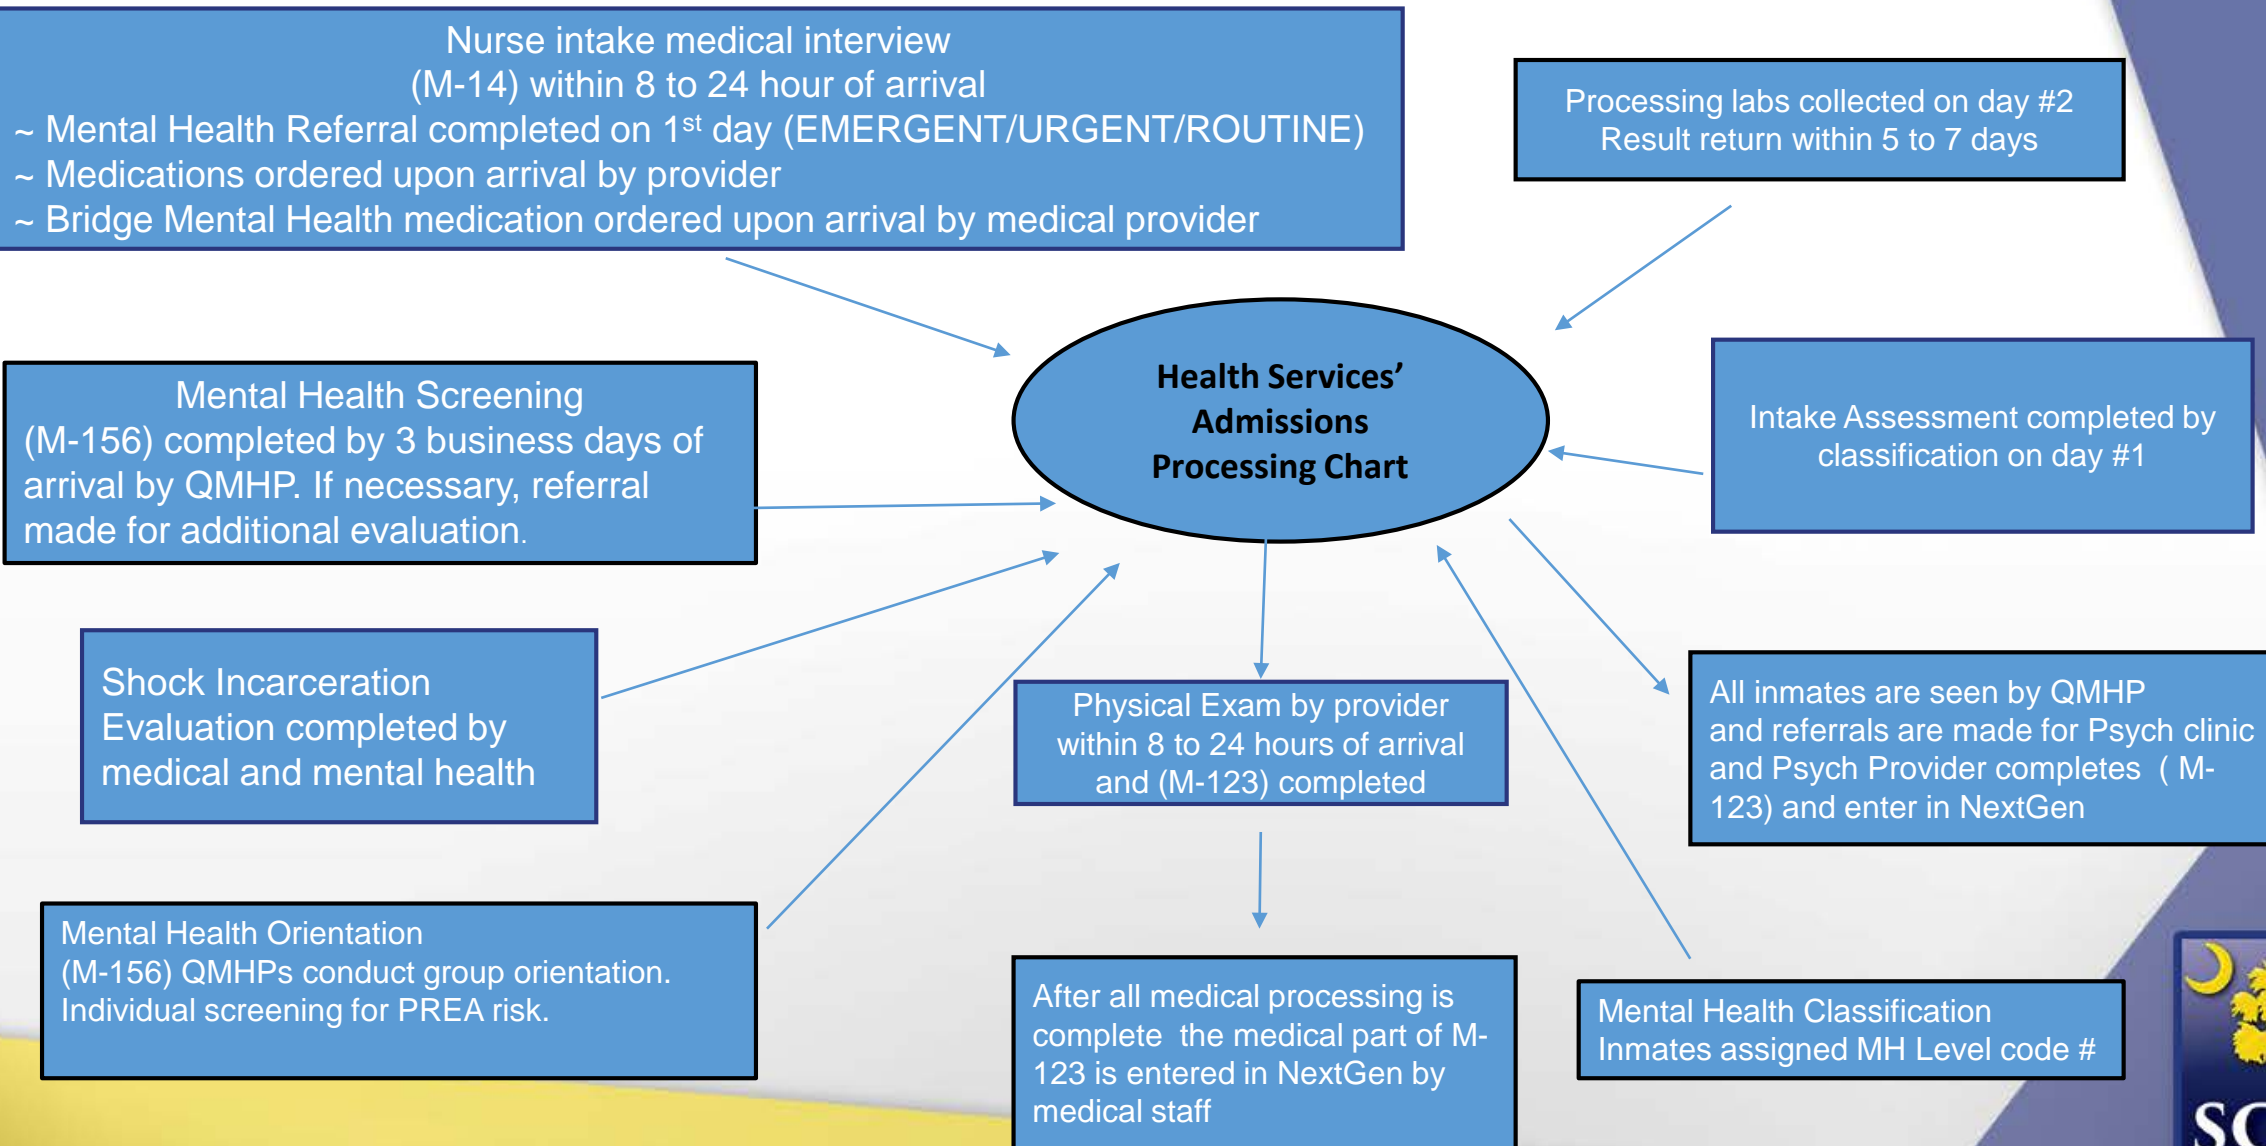 Nurse intake medical interview
(M-14) within 8 to 24 hour of arrival
~ Mental Health Referral completed on 1st day (EMERGENT/URGENT/ROUTINE)
~ Medications ordered upon arrival by provider
~ Bridge Mental Health medication ordered upon arrival by medical provider
Processing labs collected on day #2
Result return within 5 to 7 days
Health Services’
Admissions
Processing Chart
Mental Health Screening
(M-156) completed by 3 business days of
arrival by QMHP. If necessary, referral
made for additional evaluation.
Intake Assessment completed by
classification on day #1
Shock Incarceration
Evaluation completed by
medical and mental health
Physical Exam by provider
within 8 to 24 hours of arrival
and (M-123) completed
All inmates are seen by QMHP
and referrals are made for Psych clinic
and Psych Provider completes ( M-
123) and enter in NextGen
Mental Health Orientation
(M-156) QMHPs conduct group orientation.
Individual screening for PREA risk.
After all medical processing is
complete the medical part of M-
123 is entered in NextGen by
medical staff
Mental Health Classification
Inmates assigned MH Level code #